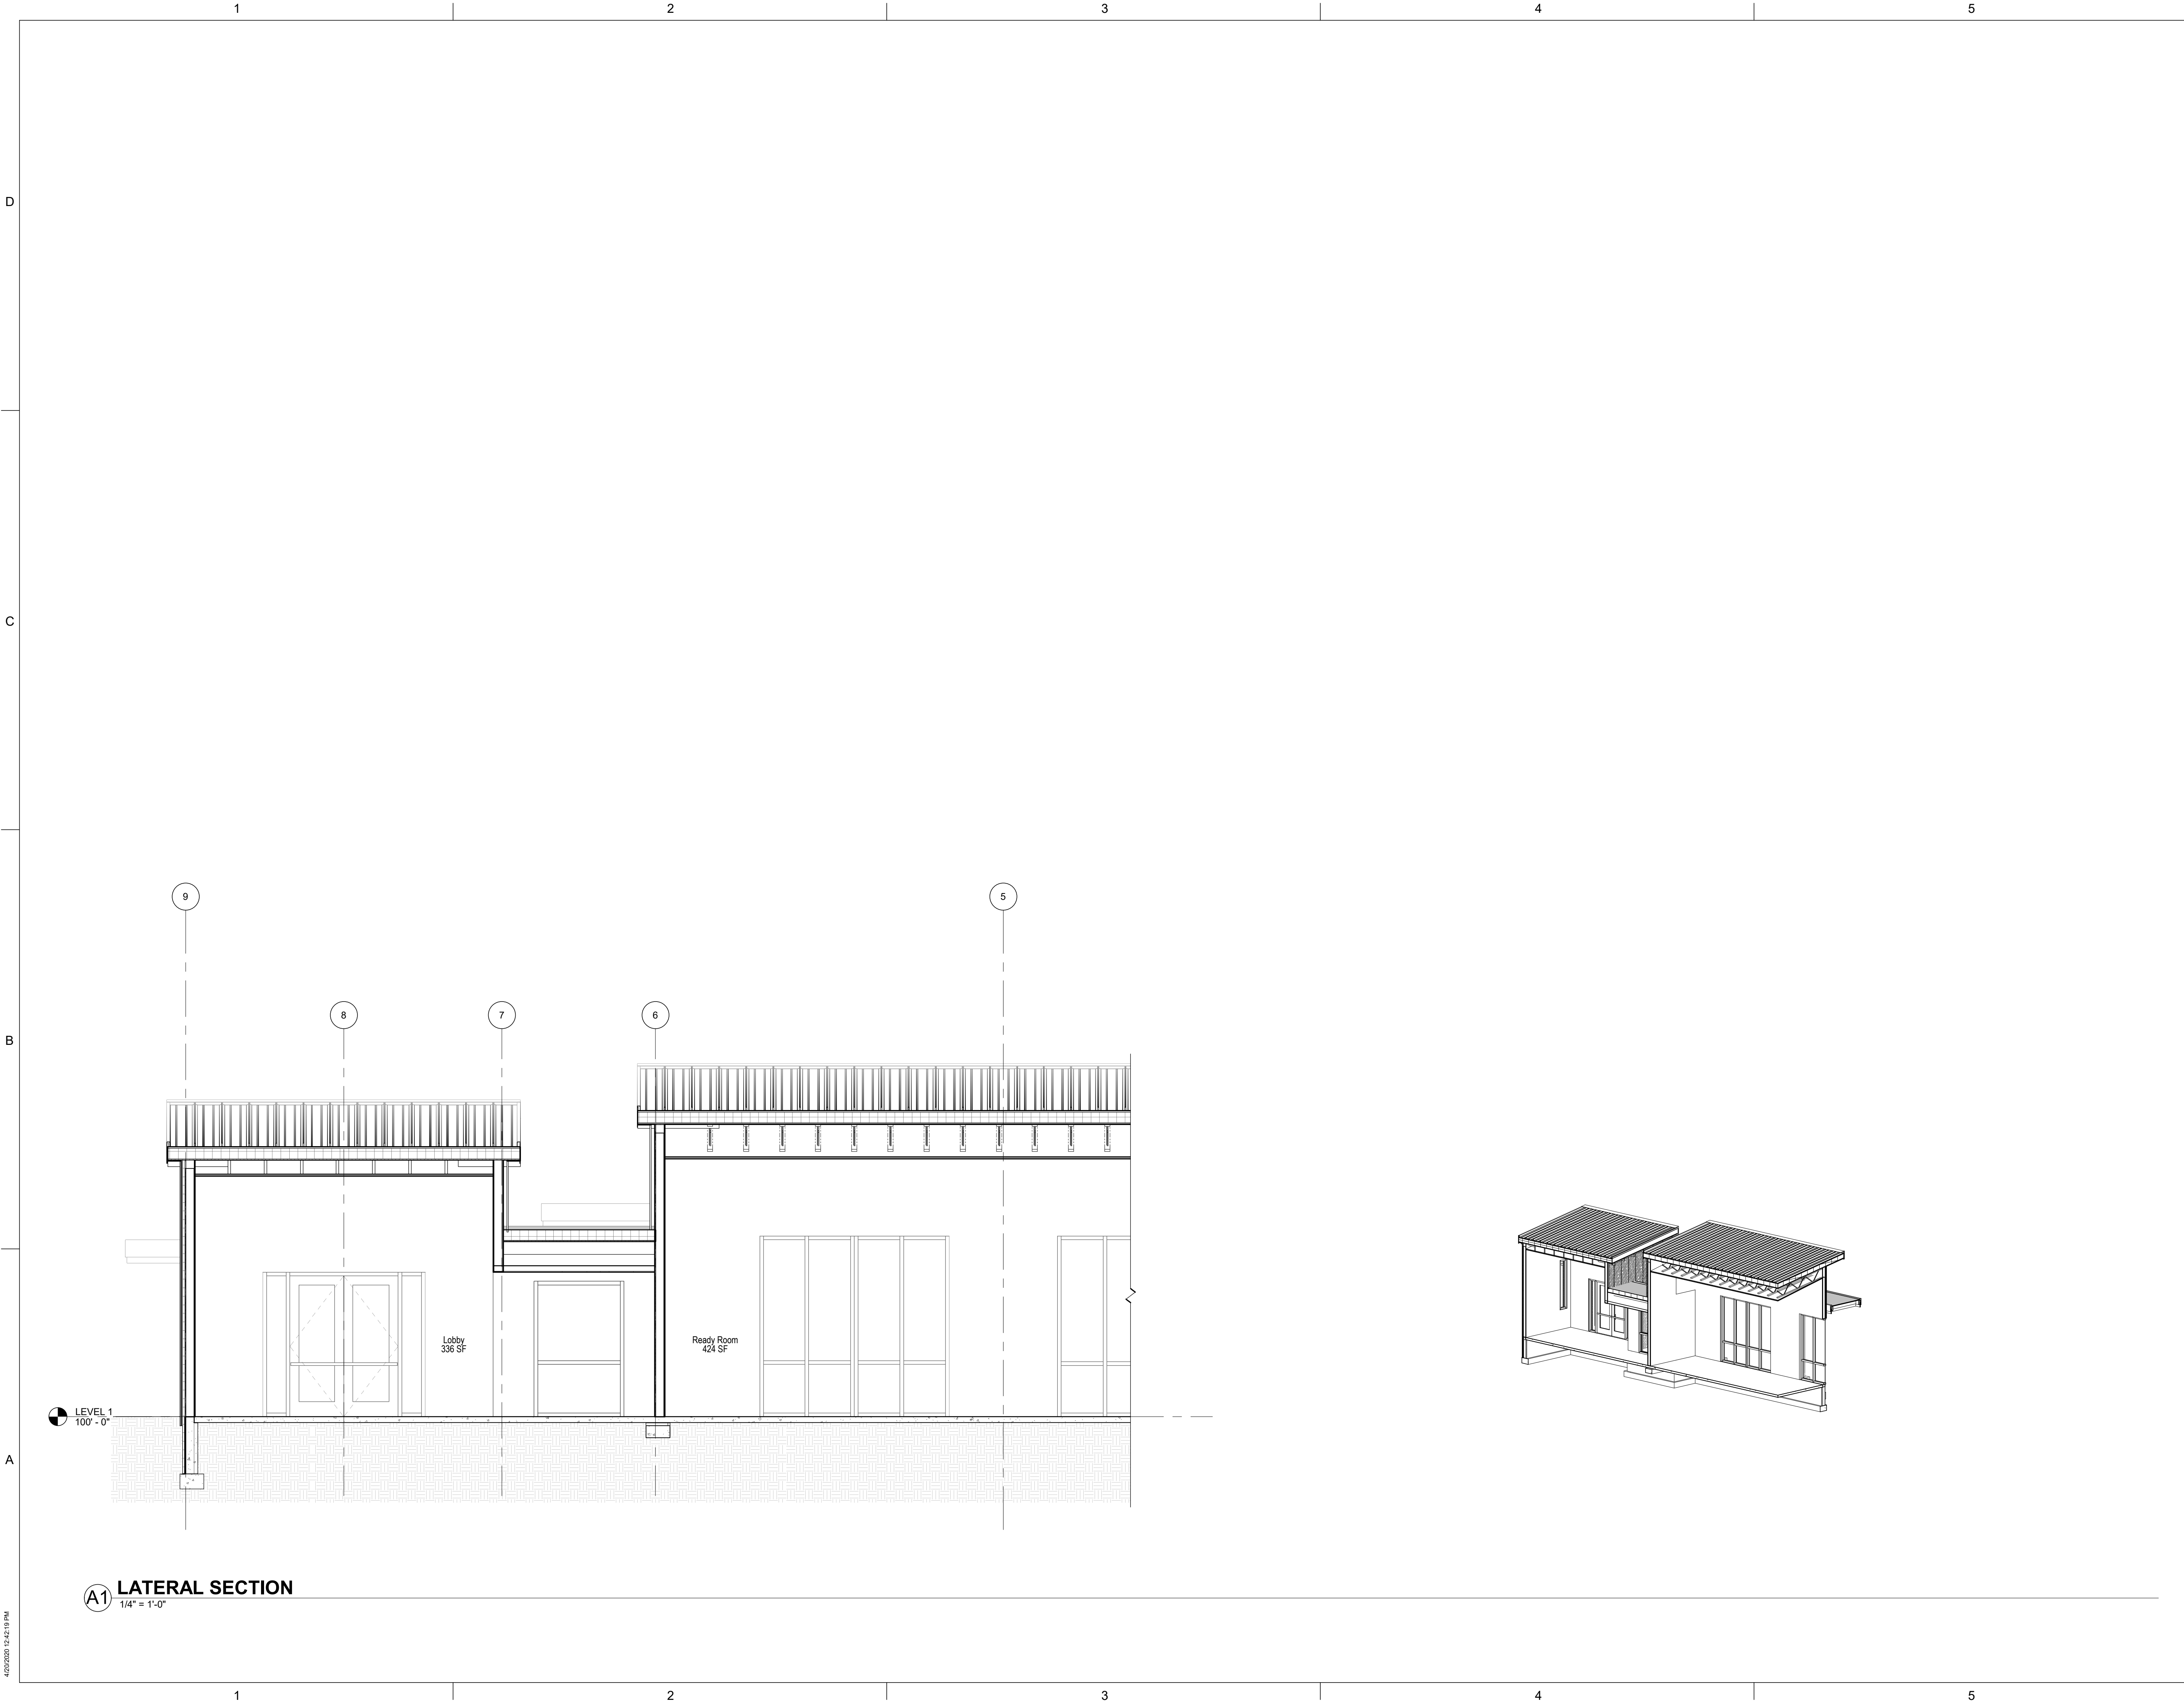 1 2 3 4 5
D
C
B
A
9 5
8 7 6
Lobby
336 SF
Ready Room
424 SF
LEVEL 1
100' - 0"
A1 LATERAL SECTION
1/4" = 1'-0"
4/20/2020 12:42:19 PM
1 2 3 4 5